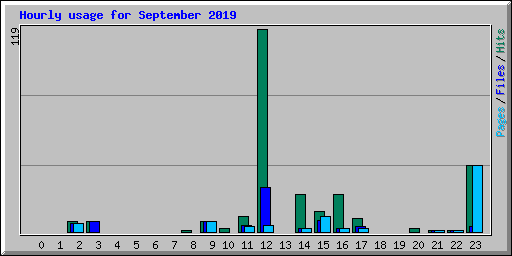 Hourly usage for September 2019
119
Pages/Files/Hits
0 1 2 3 4 5 6 7 8 9 10 11 12 13 14 15 16 17 18 19 20 21 22 23